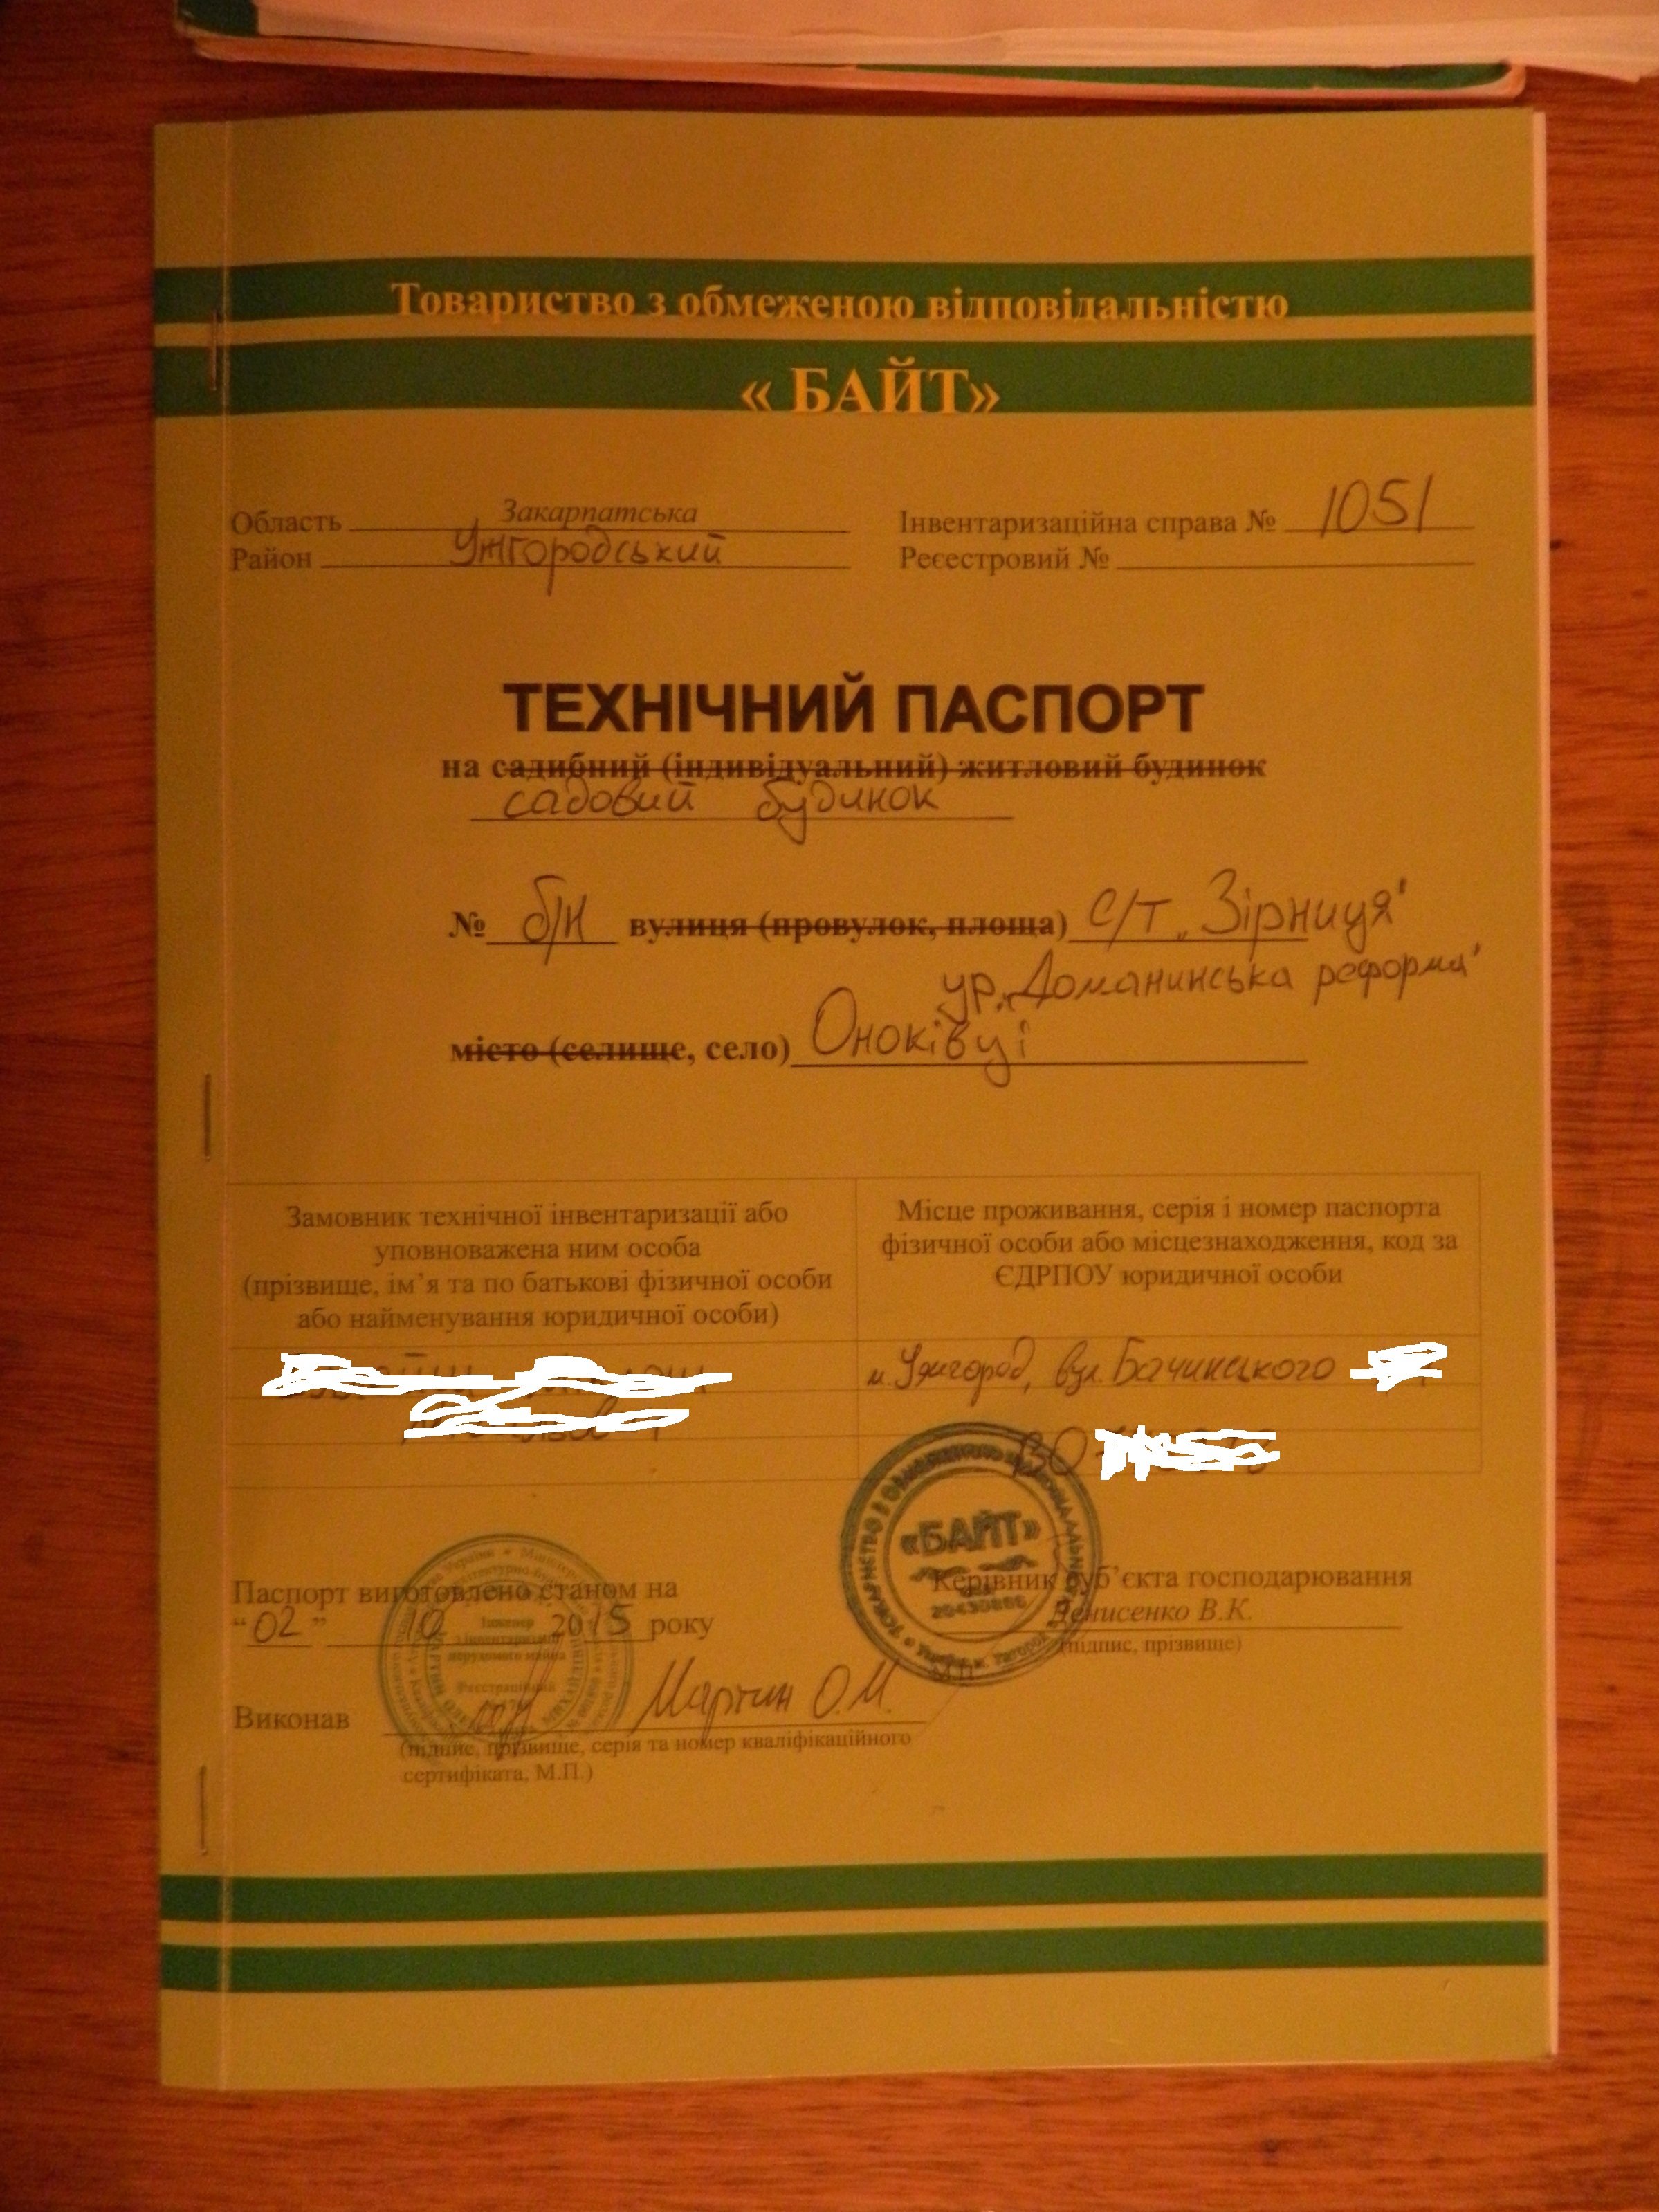 Товариство з обмеженою відповідальністю
« БАЙТ»
Область Закарпатська
Район Ужгородський
Інвентаризаційна справа № 1051
Реєстровий №
ТЕХНІЧНИЙ ПАСПОРТ
на садибний (індивідуальний) житловий будинок
садовий будинок
№ б/н вулиця (провулок, площа) с/т „Зірниця"
ур. „Доманинська реформа"
місто (селище, село) Оноківці
Замовник технічної інвентаризації або
уповноважена ним особа
(прізвище, ім’я та по батькові фізичної особи
або найменування юридичної особи)
Місце проживання, серія і номер паспорта
фізичної особи або місцезнаходження, код за
ЄДРПОУ юридичної особи
м. Ужгород, вул. Бачинського
«БАЙТ»
Паспорт виготовлено станом на
“02” 10 2015 року
Керівник суб’єкта господарювання
Денисенко В.К.
(підпис, прізвище)
М.П.
Інженер
з інвентаризації
нерухомого майна
Виконав Мартин О.М.
(підпис, прізвище, серія та номер кваліфікаційного
сертифіката, М.П.)